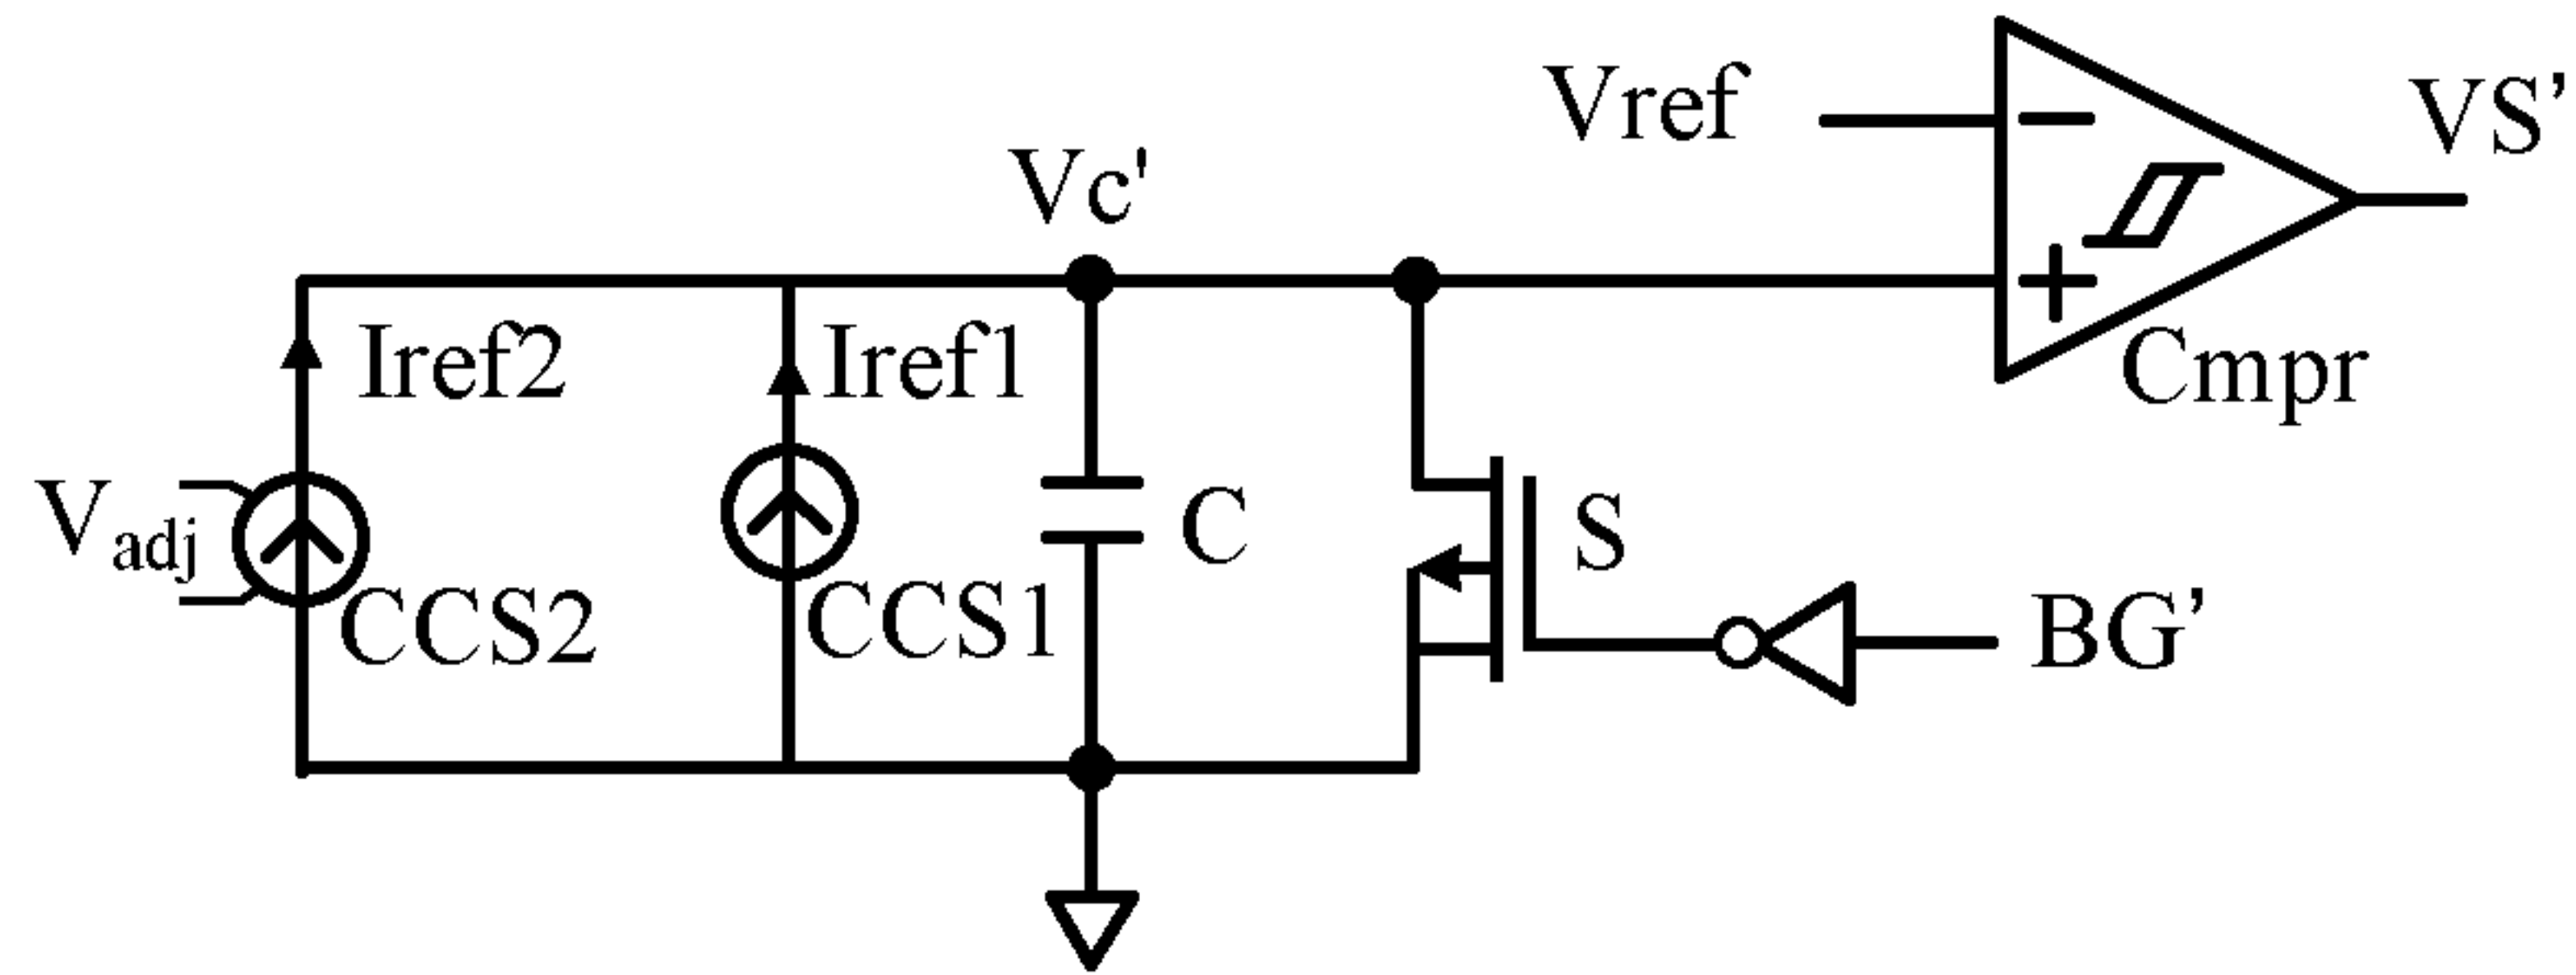 Vref
VS’
Vc'
Iref2
Iref1
Cmpr
Vadj
C
S
CCS2
CCS1
BG’